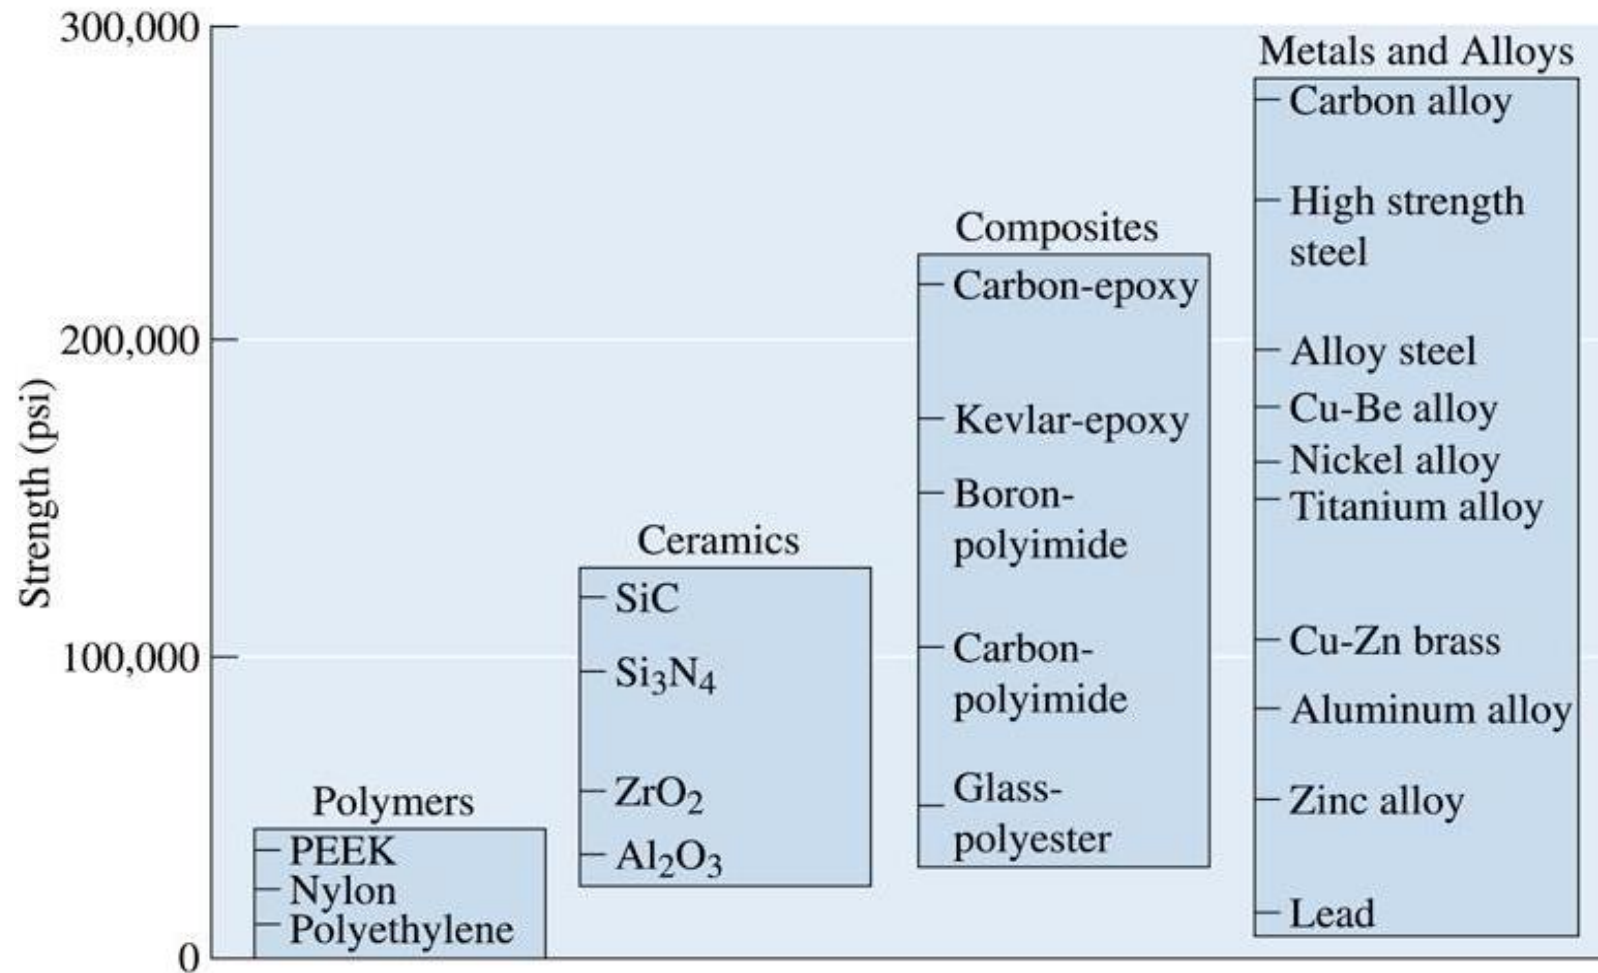 300,000
200,000
100,000
0
Strength (psi)
Polymers
PEEK
Nylon
Polyethylene
Ceramics
SiC
Si₃N₄
ZrO₂
Al₂O₃
Composites
Carbon-epoxy
Kevlar-epoxy
Boron-
polyimide
Carbon-
polyimide
Glass-
polyester
Metals and Alloys
Carbon alloy
High strength
steel
Alloy steel
Cu-Be alloy
Nickel alloy
Titanium alloy
Cu-Zn brass
Aluminum alloy
Zinc alloy
Lead